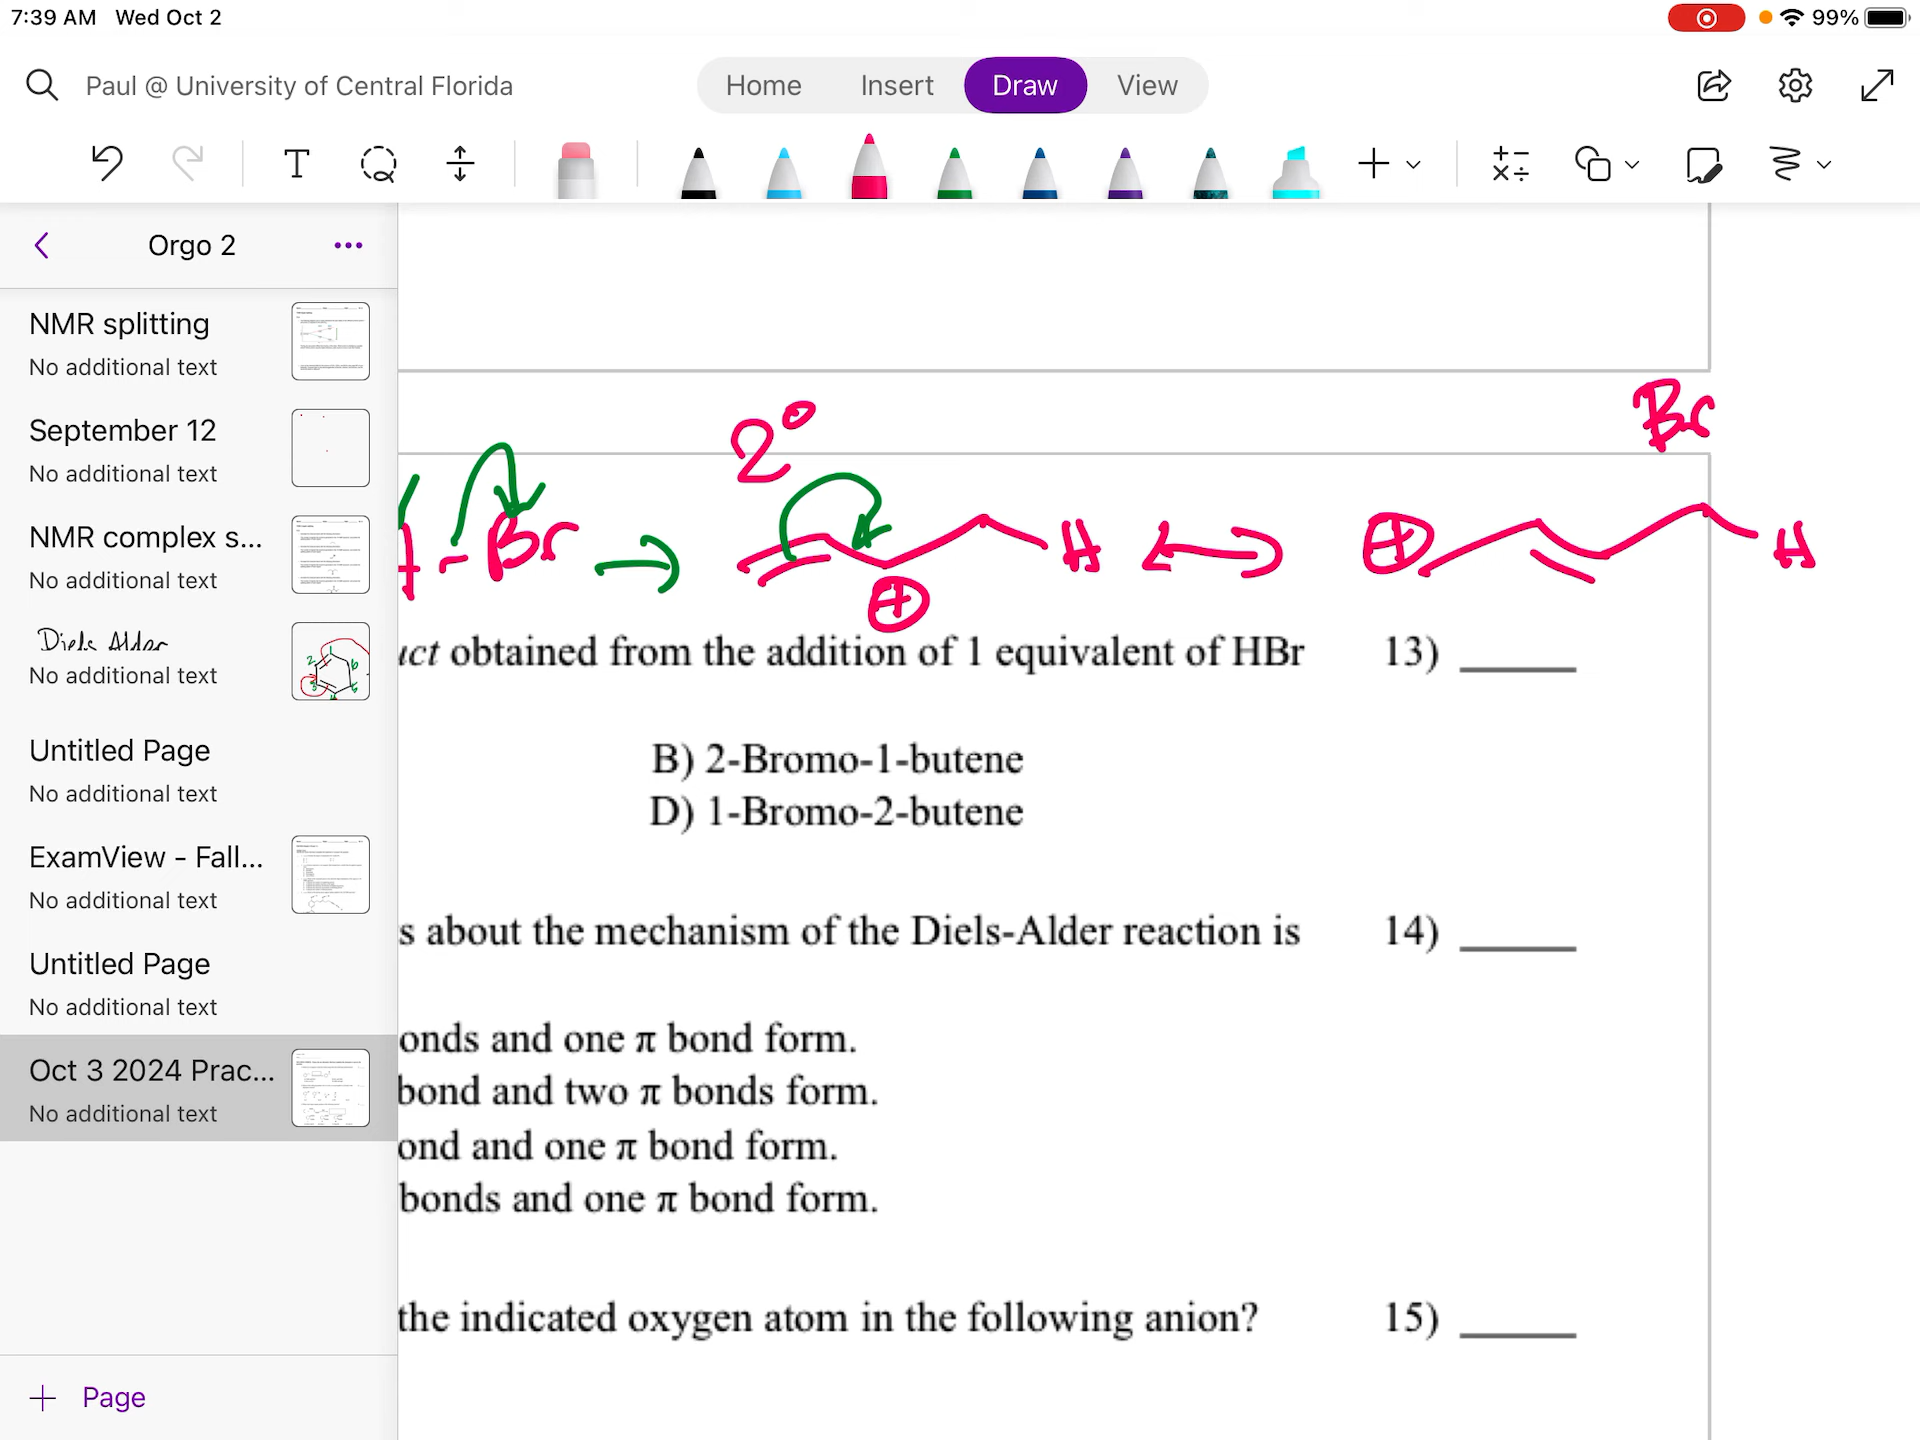 7:39 AM Wed Oct 2
99%
Paul @ University of Central Florida
Home Insert Draw View
Orgo 2
NMR splitting
No additional text
September 12
No additional text
NMR complex s...
No additional text
Diels Alder
No additional text
Untitled Page
No additional text
ExamView - Fall...
No additional text
Untitled Page
No additional text
Oct 3 2024 Prac...
No additional text
+ Page
Br
2°
-Br → H ↔ ⊕ H
⊕
uct obtained from the addition of 1 equivalent of HBr 13) ______
B) 2-Bromo-1-butene
D) 1-Bromo-2-butene
s about the mechanism of the Diels-Alder reaction is 14) ______
onds and one π bond form.
bond and two π bonds form.
ond and one π bond form.
bonds and one π bond form.
the indicated oxygen atom in the following anion? 15) ______